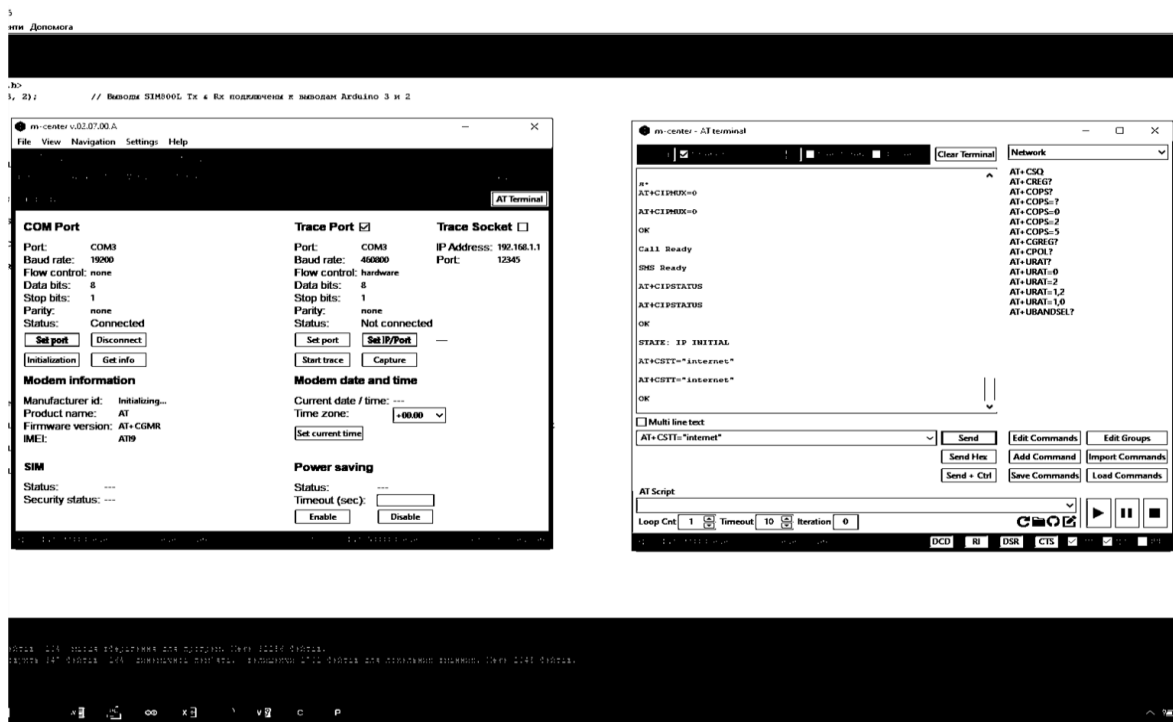 енти Допомога
.h>
, 2); // Выводы SIM800L Tx & Rx подключены к выводам Arduino 3 и 2
m-center v.02.07.00.A
File View Navigation Settings Help
AT Terminal
COM Port
Port: COM3
Baud rate: 19200
Flow control: none
Data bits: 8
Stop bits: 1
Parity: none
Status: Connected
Set port Disconnect
Initialization Get info
Trace Port
Port: COM3
Baud rate: 460800
Flow control: hardware
Data bits: 8
Stop bits: 1
Parity: none
Status: Not connected
Set port Set IP/Port ---
Start trace Capture
Trace Socket
IP Address: 192.168.1.1
Port: 12345
Modem information
Manufacturer id: Initializing...
Product name: AT
Firmware version: AT+CGMR
IMEI: ATI9
Modem date and time
Current date / time: ---
Time zone: +00.00
Set current time
SIM
Status: ---
Security status: ---
Power saving
Status: ---
Timeout (sec):
Enable Disable
m-center - AT terminal
Clear Terminal
Network
AT+CIPMUX=0
AT+CIPMUX=0
OK
Call Ready
SMS Ready
AT+CIPSTATUS
AT+CIPSTATUS
OK
STATE: IP INITIAL
AT+CSTT="internet"
AT+CSTT="internet"
OK
AT+CSQ
AT+CREG?
AT+COPS?
AT+COPS=?
AT+COPS=0
AT+COPS=2
AT+COPS=5
AT+CGREG?
AT+CPOL?
AT+URAT?
AT+URAT=0
AT+URAT=2
AT+URAT=1,2
AT+URAT=1,0
AT+UBANDSEL?
Multi line text
AT+CSTT="internet"
Send
Send Hex
Send + Ctrl
Edit Commands Edit Groups
Add Command Import Commands
Save Commands Load Commands
AT Script
Loop Cnt 1 Timeout 10 Iteration 0
DCD RI DSR CTS